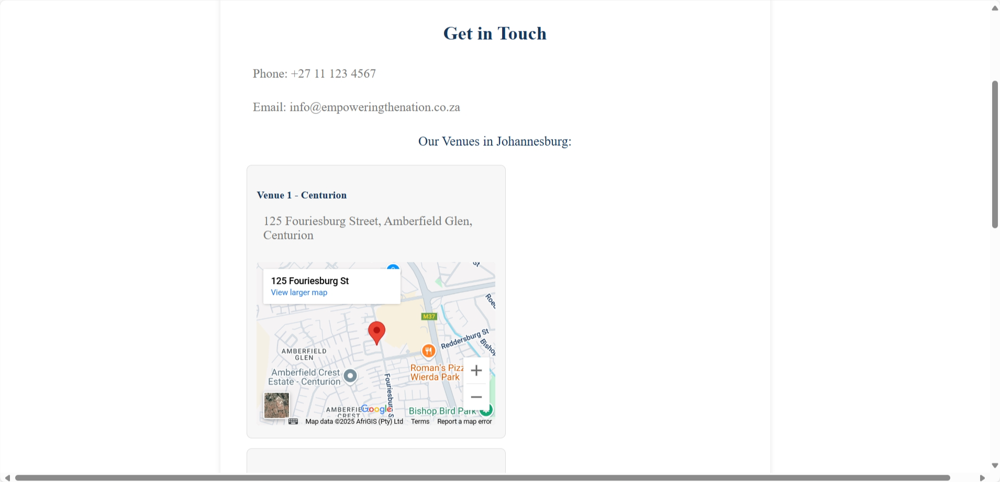 Get in Touch
Phone: +27 11 123 4567
Email: info@empoweringthenation.co.za
Our Venues in Johannesburg:
Venue 1 - Centurion
125 Fouriesburg Street, Amberfield Glen,
Centurion
125 Fouriesburg St
View larger map
M37
Reddersburg St
AMBERFIELD
GLEN
Amberfield Crest
Estate - Centurion
Roman's Pizz
Wierda Park
Fouriesburg S
Google
Bishop Bird Park
CREST
Map data ©2025 AfriGIS (Pty) Ltd
Terms
Report a map error